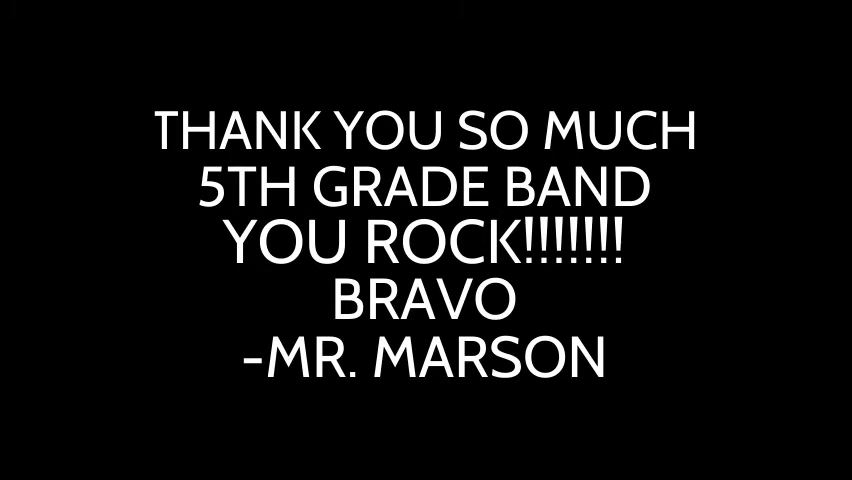 THANK YOU SO MUCH
5TH GRADE BAND
YOU ROCK!!!!!!!
BRAVO
-MR. MARSON